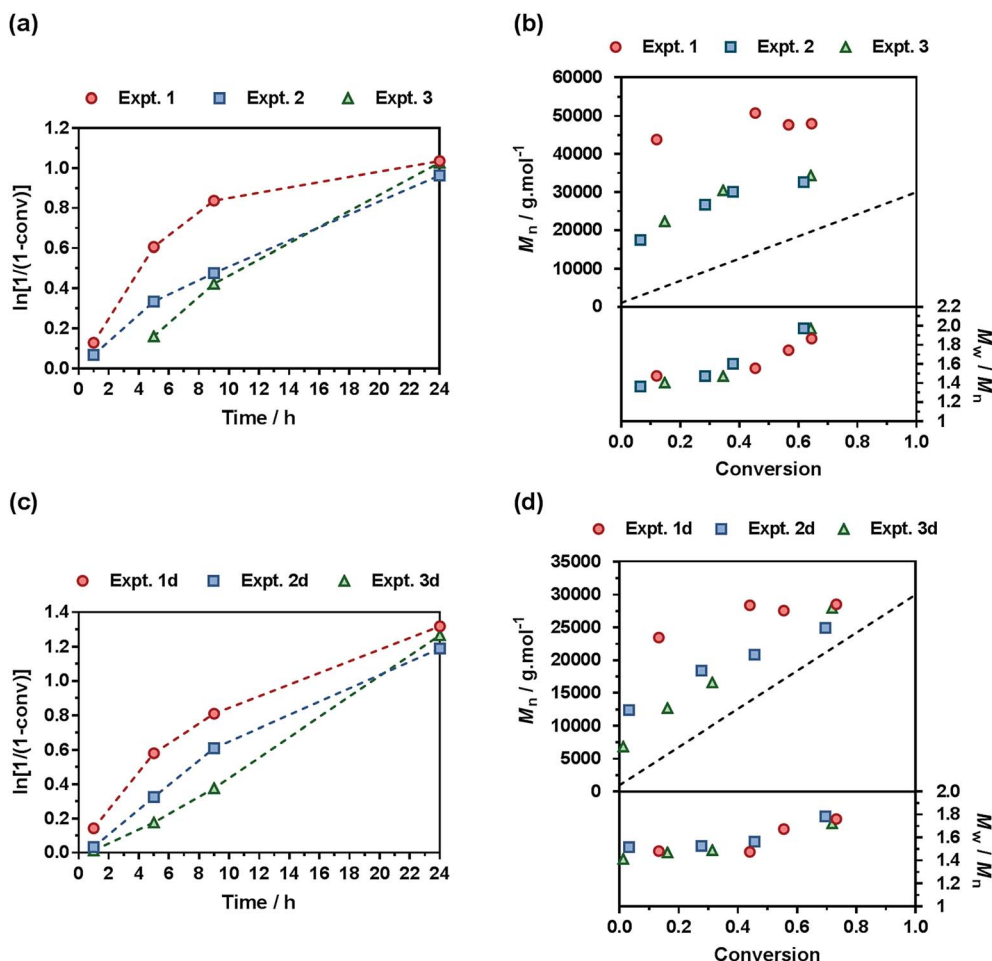 (a)
Expt. 1 Expt. 2 Expt. 3
1.2
1.0
0.8
0.6
0.4
0.2
0.0
ln[1/(1-conv)]
0 2 4 6 8 10 12 14 16 18 20 22 24
Time / h
(b)
Expt. 1 Expt. 2 Expt. 3
60000
50000
40000
30000
20000
10000
0
Mn / g.mol-1
2.2
2.0
1.8
1.6
1.4
1.2
1
Mw / Mn
0.0 0.2 0.4 0.6 0.8 1.0
Conversion
(c)
Expt. 1d Expt. 2d Expt. 3d
1.4
1.2
1.0
0.8
0.6
0.4
0.2
0.0
ln[1/(1-conv)]
0 2 4 6 8 10 12 14 16 18 20 22 24
Time / h
(d)
Expt. 1d Expt. 2d Expt. 3d
35000
30000
25000
20000
15000
10000
5000
0
Mn / g.mol-1
2.0
1.8
1.6
1.4
1.2
1
Mw / Mn
0.0 0.2 0.4 0.6 0.8 1.0
Conversion